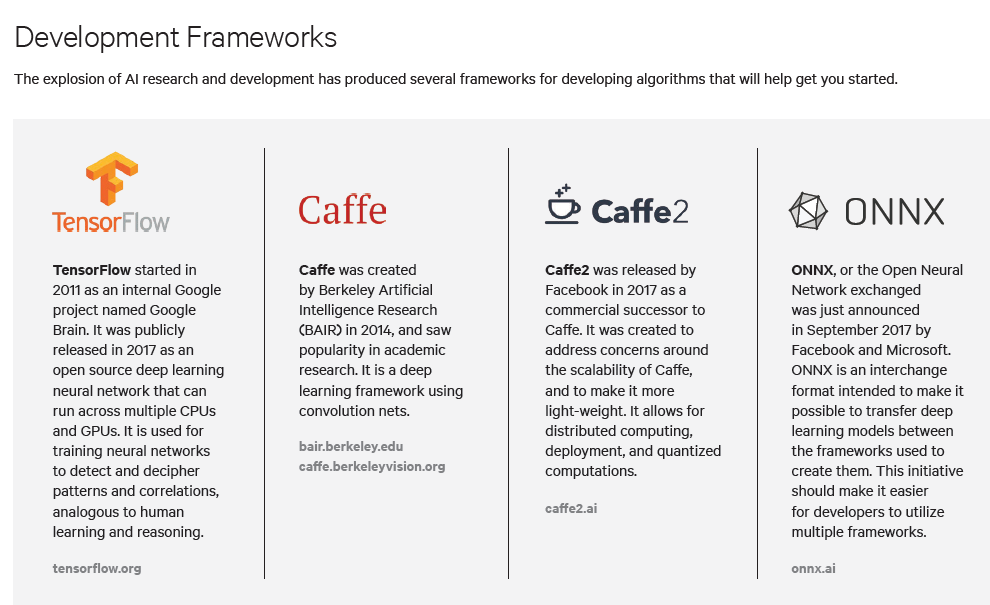 Development Frameworks
The explosion of AI research and development has produced several frameworks for developing algorithms that will help get you started.
TensorFlow
TensorFlow started in
2011 as an internal Google
project named Google
Brain. It was publicly
released in 2017 as an
open source deep learning
neural network that can
run across multiple CPUs
and GPUs. It is used for
training neural networks
to detect and decipher
patterns and correlations,
analogous to human
learning and reasoning.
tensorflow.org
Caffe
Caffe was created
by Berkeley Artificial
Intelligence Research
(BAIR) in 2014, and saw
popularity in academic
research. It is a deep
learning framework using
convolution nets.
bair.berkeley.edu
caffe.berkeleyvision.org
Caffe2
Caffe2 was released by
Facebook in 2017 as a
commercial successor to
Caffe. It was created to
address concerns around
the scalability of Caffe,
and to make it more
light-weight. It allows for
distributed computing,
deployment, and quantized
computations.
caffe2.ai
ONNX
ONNX, or the Open Neural
Network exchanged
was just announced
in September 2017 by
Facebook and Microsoft.
ONNX is an interchange
format intended to make it
possible to transfer deep
learning models between
the frameworks used to
create them. This initiative
should make it easier
for developers to utilize
multiple frameworks.
onnx.ai